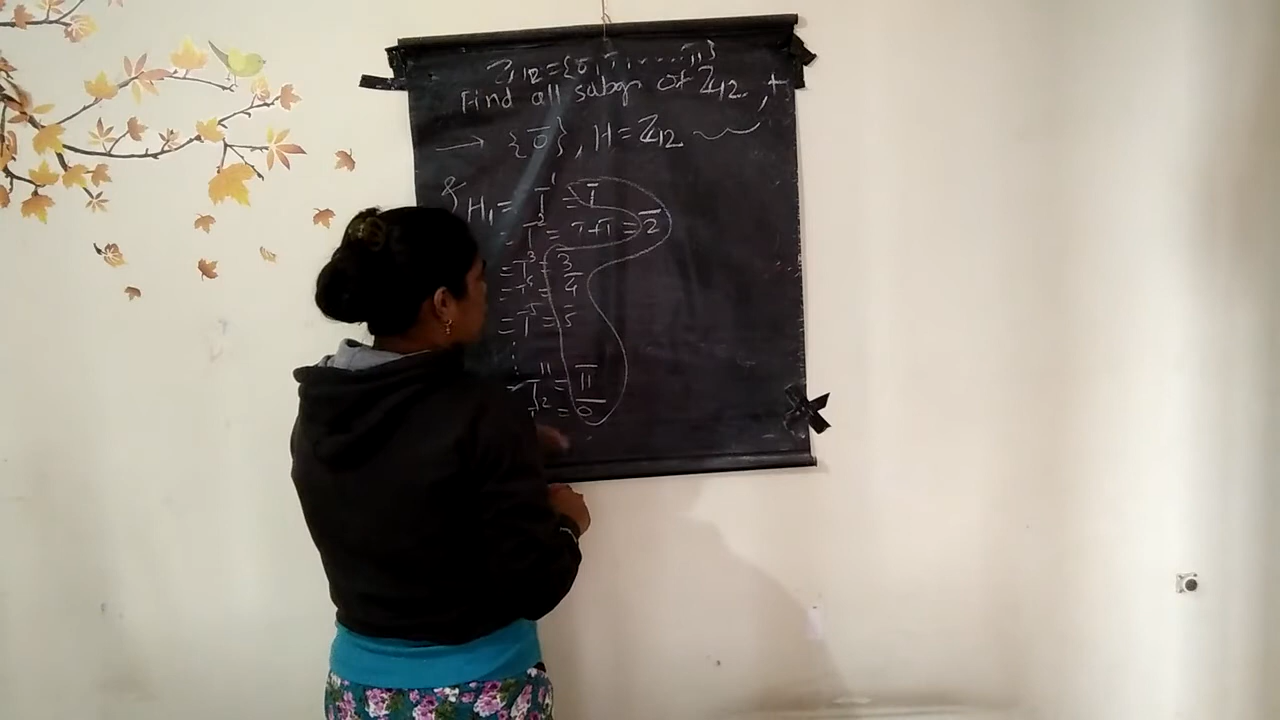 Z₁₂ = {0̅, 1̅, ..... 1̅1̅}
Find all subgp of Z₁₂, +
→ {0̅}, H = Z₁₂
& H₁ = 1̅¹ = 1̅
= 1̅² = 1̅+1̅ = 2̅
= 1̅³ = 3̅
= 1̅⁴ = 4̅
= 1̅⁵ = 5̅
⋮
= 1̅¹¹ = 1̅1̅
1̅¹² = 0̅